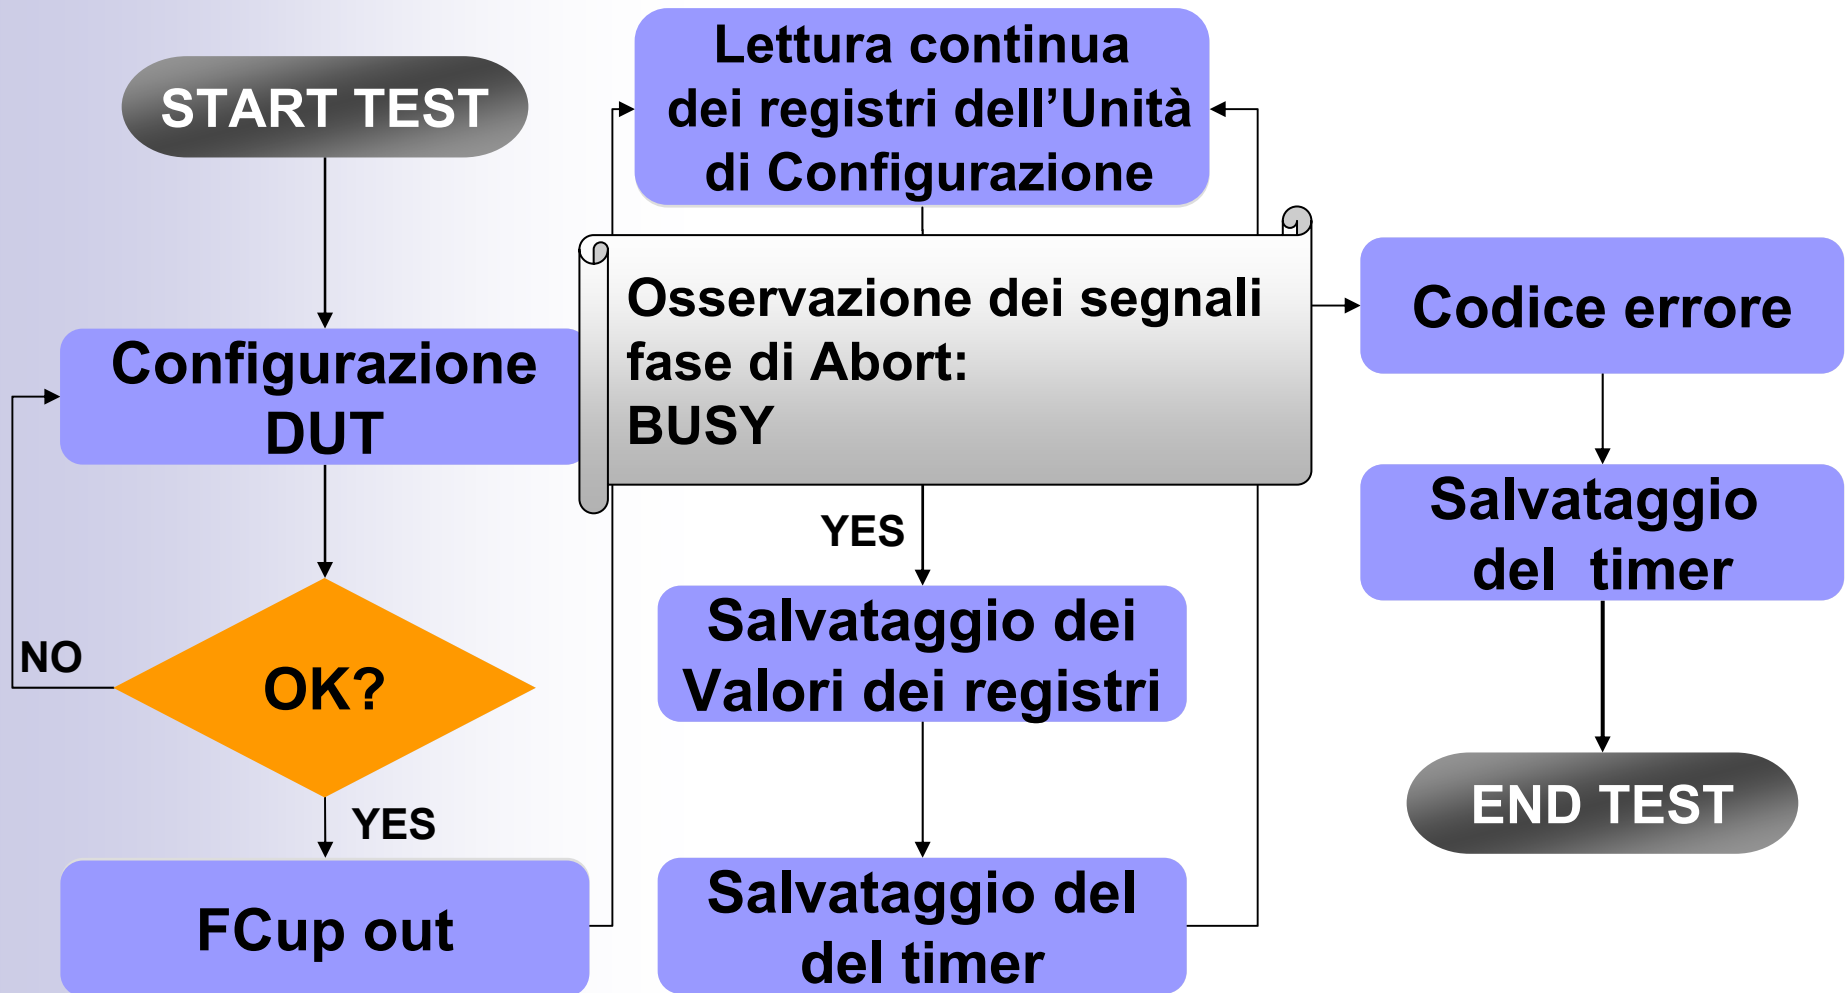 START TEST
Configurazione
DUT
NO
OK?
YES
FCup out
Lettura continua
dei registri dell’Unità
di Configurazione
Osservazione dei segnali
fase di Abort:
BUSY
YES
Salvataggio dei
Valori dei registri
Salvataggio del
del timer
Codice errore
Salvataggio
del timer
END TEST